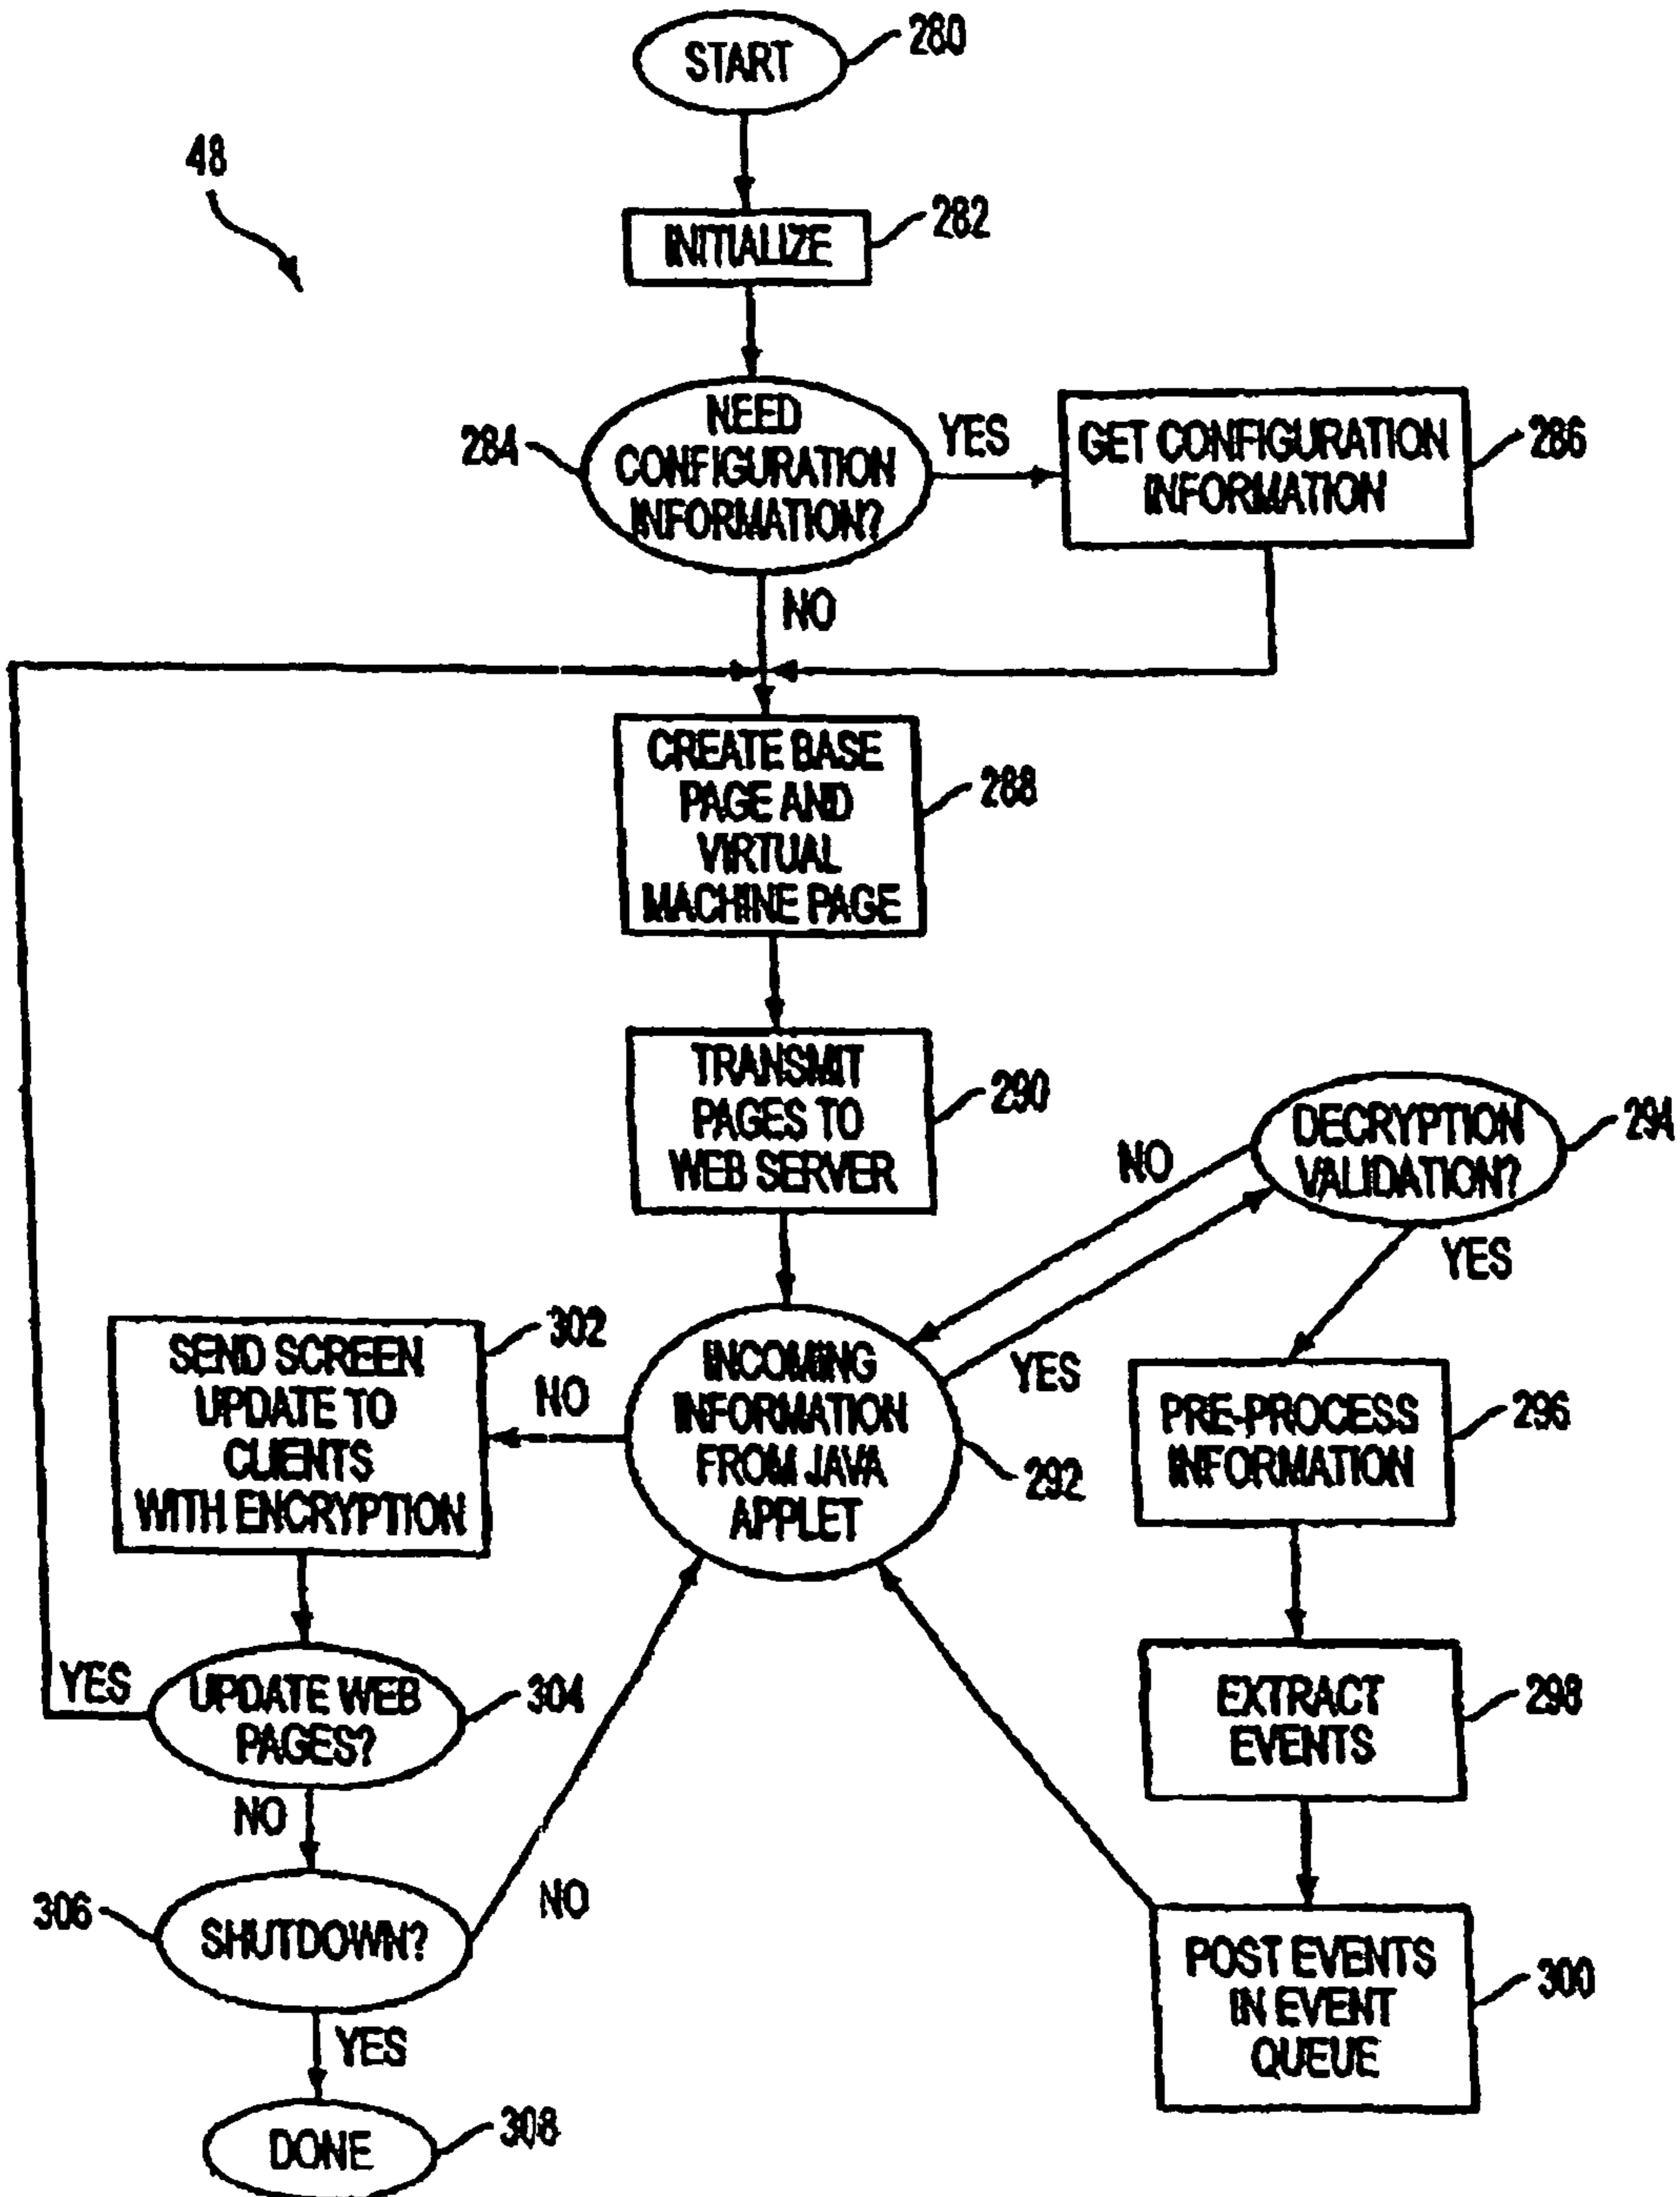 START
280
48
INITIALIZE
282
NEED
CONFIGURATION
INFORMATION?
284
YES
GET CONFIGURATION
INFORMATION
286
NO
CREATE BASE
PAGE AND
VIRTUAL
MACHINE PAGE
288
TRANSMIT
PAGES TO
WEB SERVER
290
DECRYPTION
VALIDATION?
294
NO
YES
INCOMING
INFORMATION
FROM JAVA
APPLET
292
YES
NO
SEND SCREEN
UPDATE TO
CLIENTS
WITH ENCRYPTION
302
PRE-PROCESS
INFORMATION
296
UPDATE WEB
PAGES?
304
YES
NO
EXTRACT
EVENTS
298
SHUTDOWN?
306
NO
YES
POST EVENTS
IN EVENT
QUEUE
300
DONE
308